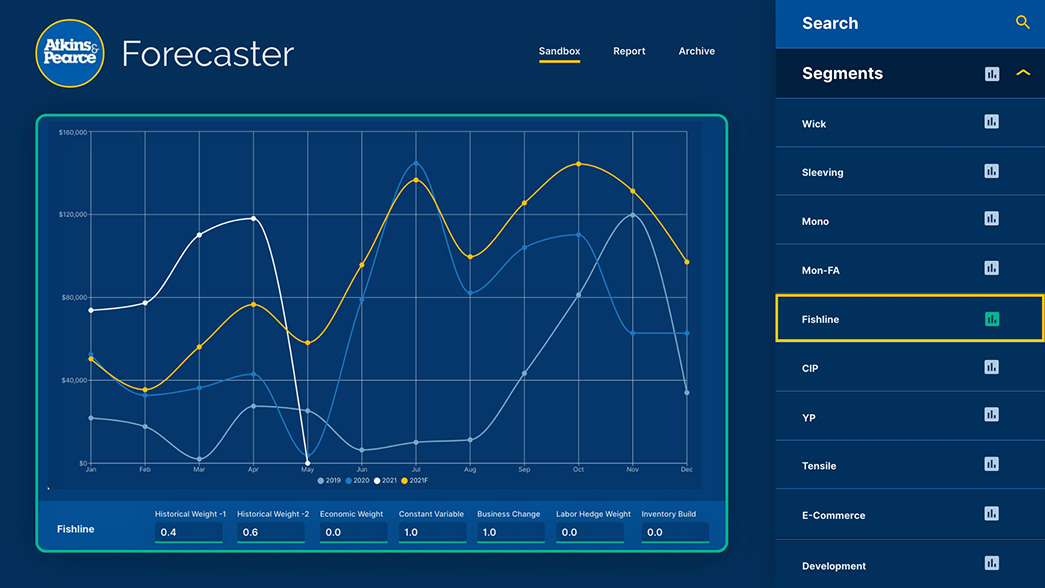 Atkins &
Pearce
Forecaster
Sandbox Report Archive
$160,000
$120,000
$80,000
$40,000
$0
Jan Feb Mar Apr May Jun Jul Aug Sep Oct Nov Dec
2019 2020 2021 2021F
Fishline
Historical Weight -1 Historical Weight -2 Economic Weight Constant Variable Business Change Labor Hedge Weight Inventory Build
0.4 0.6 0.0 1.0 1.0 0.0 0.0
Search
Segments
Wick
Sleeving
Mono
Mon-FA
Fishline
CIP
YP
Tensile
E-Commerce
Development